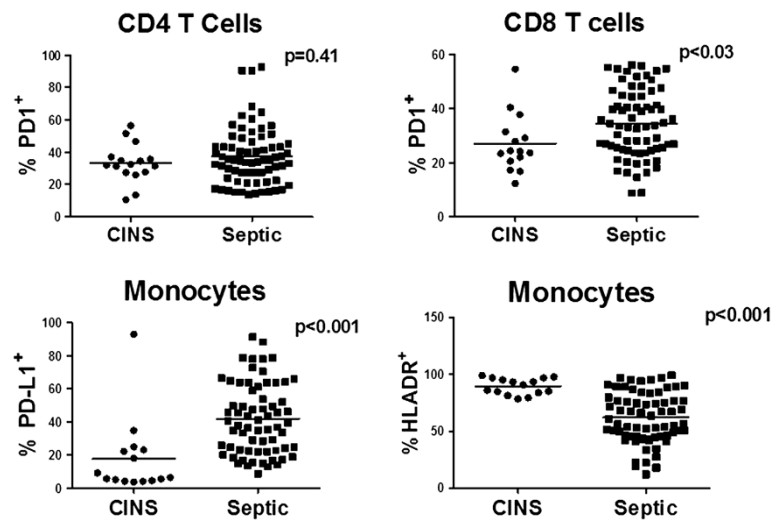 CD4 T Cells
p=0.41
% PD1+
100
80
60
40
20
0
CINS Septic
CD8 T cells
p<0.03
% PD1+
60
40
20
0
CINS Septic
Monocytes
p<0.001
% PD-L1+
100
80
60
40
20
0
CINS Septic
Monocytes
p<0.001
% HLADR+
150
100
50
0
CINS Septic